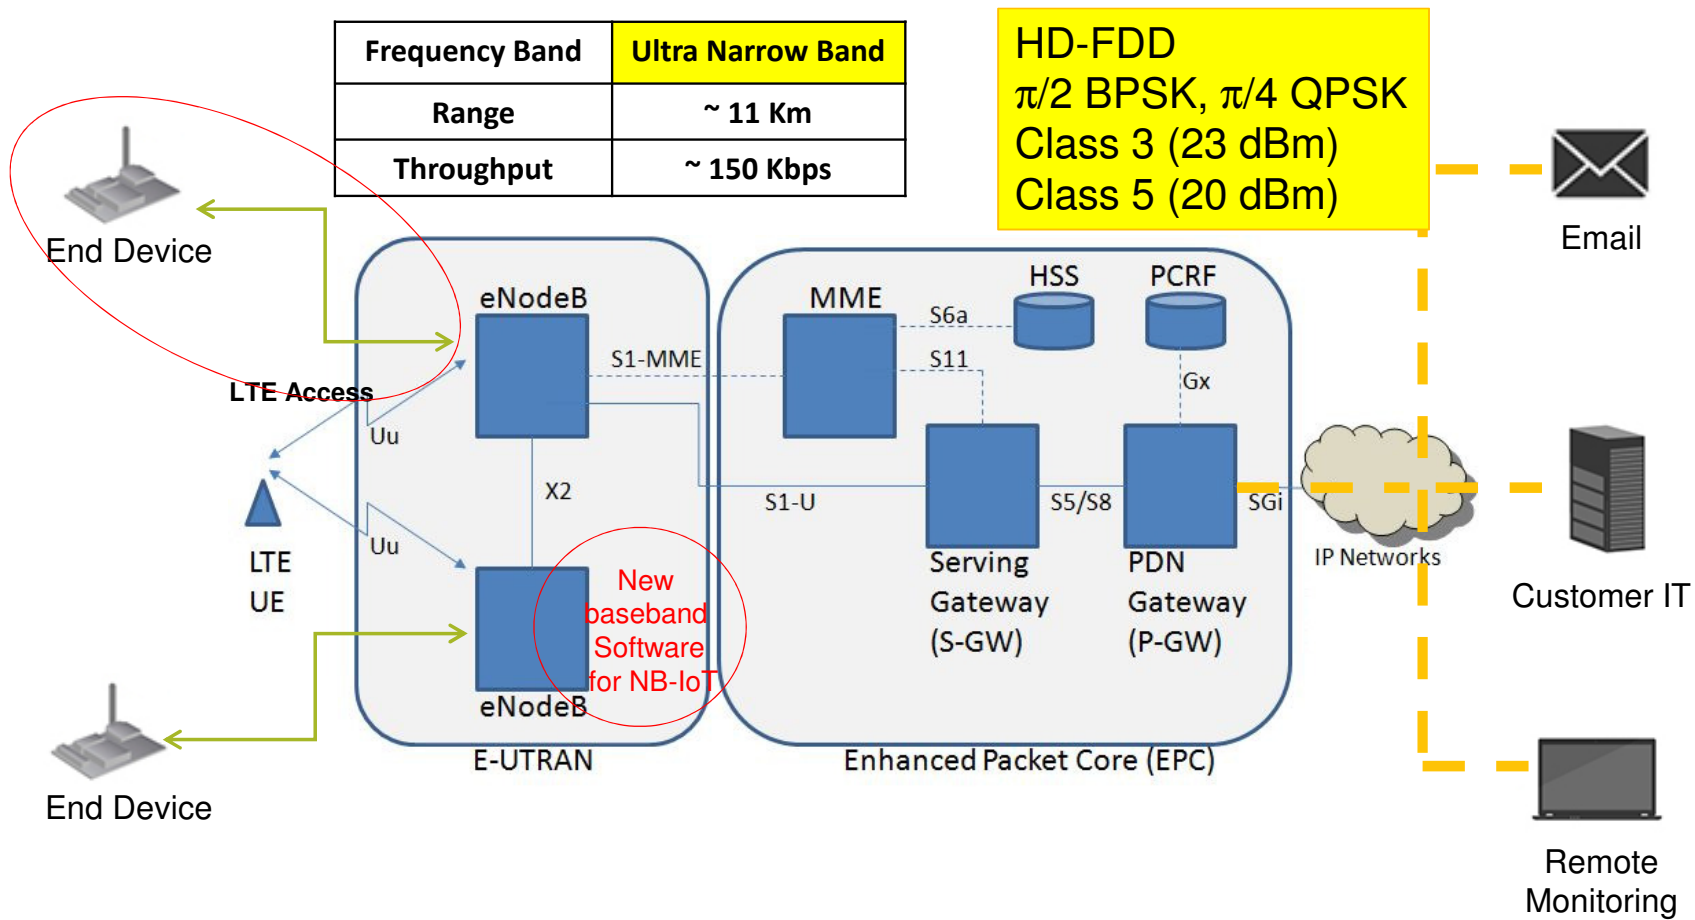 Frequency Band Ultra Narrow Band
Range ~ 11 Km
Throughput ~ 150 Kbps
HD-FDD
π/2 BPSK, π/4 QPSK
Class 3 (23 dBm)
Class 5 (20 dBm)
End Device
Email
eNodeB
MME
HSS
PCRF
S6a
S1-MME
S11
Gx
LTE Access
Uu
X2
S1-U
S5/S8
SGi
Uu
IP Networks
LTE
UE
New
baseband
Software
for NB-IoT
Serving
Gateway
(S-GW)
PDN
Gateway
(P-GW)
Customer IT
eNodeB
E-UTRAN
Enhanced Packet Core (EPC)
End Device
Remote
Monitoring